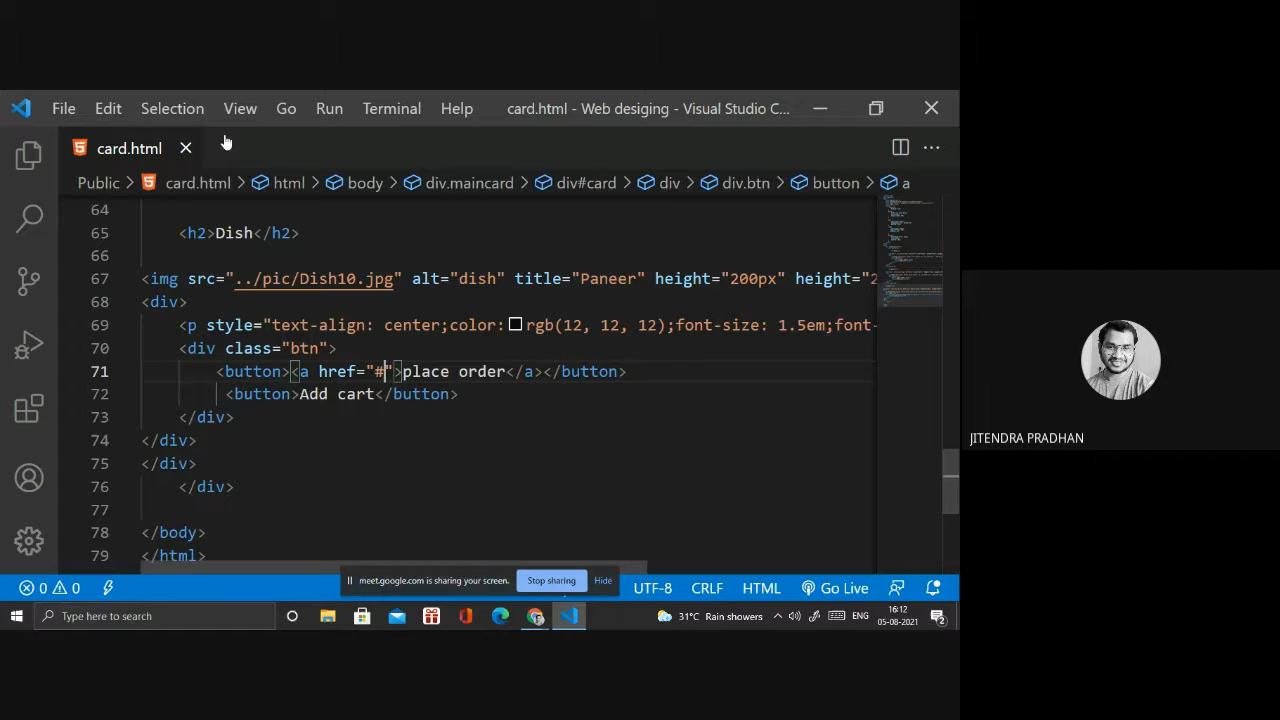 File Edit Selection View Go Run Terminal Help card.html - Web desiging - Visual Studio C...
card.html
Public > card.html > html > body > div.maincard > div#card > div > div.btn > button > a
64
65 <h2>Dish</h2>
66
67 <img src="../pic/Dish10.jpg" alt="dish" title="Paneer" height="200px" height="2
68 <div>
69 <p style="text-align: center;color: rgb(12, 12, 12);font-size: 1.5em;font-
70 <div class="btn">
71 <button><a href="#">place order</a></button>
72 <button>Add cart</button>
73 </div>
74 </div>
75 </div>
76 </div>
77
78 </body>
79 </html>
JITENDRA PRADHAN
meet.google.com is sharing your screen. Stop sharing Hide
0 0 UTF-8 CRLF HTML Go Live
Type here to search 31°C Rain showers ENG 16:12
05-08-2021 2